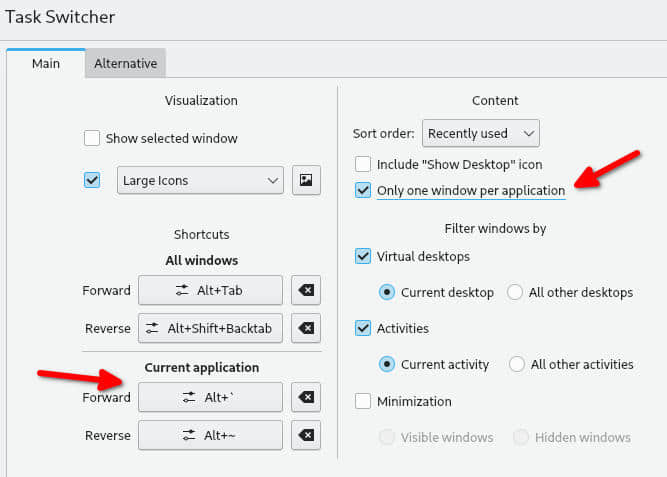 Task Switcher
Main
Alternative
Visualization
Show selected window
Large Icons
Shortcuts
All windows
Forward
Alt+Tab
Reverse
Alt+Shift+Backtab
Current application
Forward
Alt+`
Reverse
Alt+~
Content
Sort order:
Recently used
Include "Show Desktop" icon
Only one window per application
Filter windows by
Virtual desktops
Current desktop
All other desktops
Activities
Current activity
All other activities
Minimization
Visible windows
Hidden windows